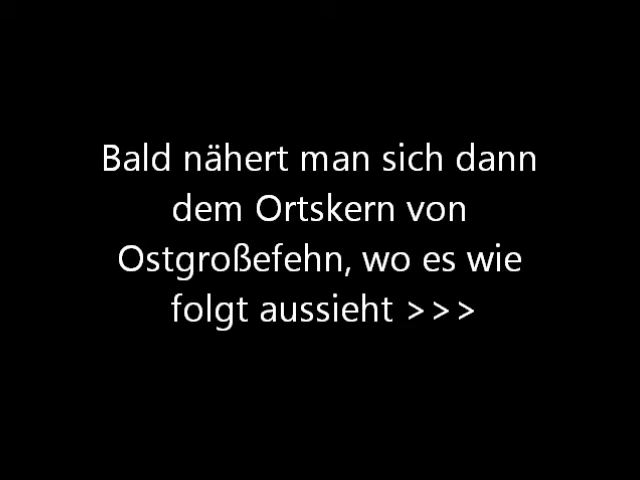 Bald nähert man sich dann
dem Ortskern von
Ostgroßefehn, wo es wie
folgt aussieht >>>